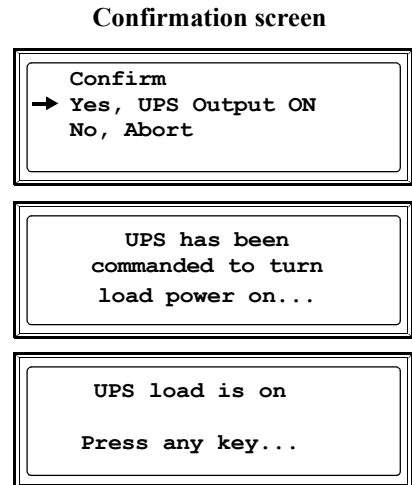 Confirmation screen
Confirm
Yes, UPS Output ON
No, Abort
UPS has been
commanded to turn
load power on...
UPS load is on
Press any key...